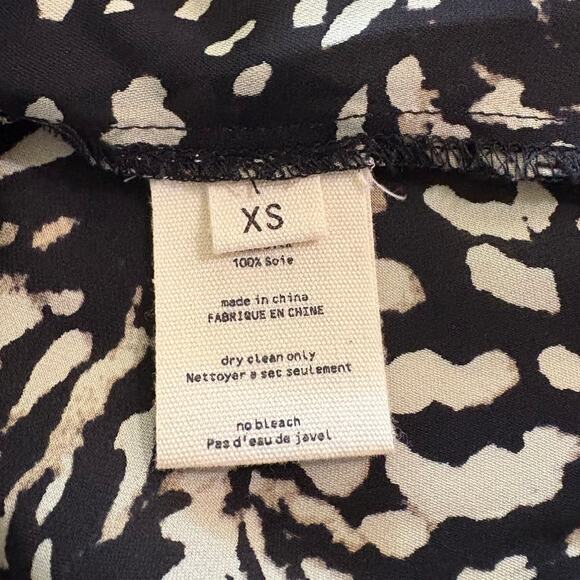 XS
100% Soie
made in china
FABRIQUE EN CHINE
dry clean only
Nettoyer a sec seulement
no bleach
Pas d'eau de javel